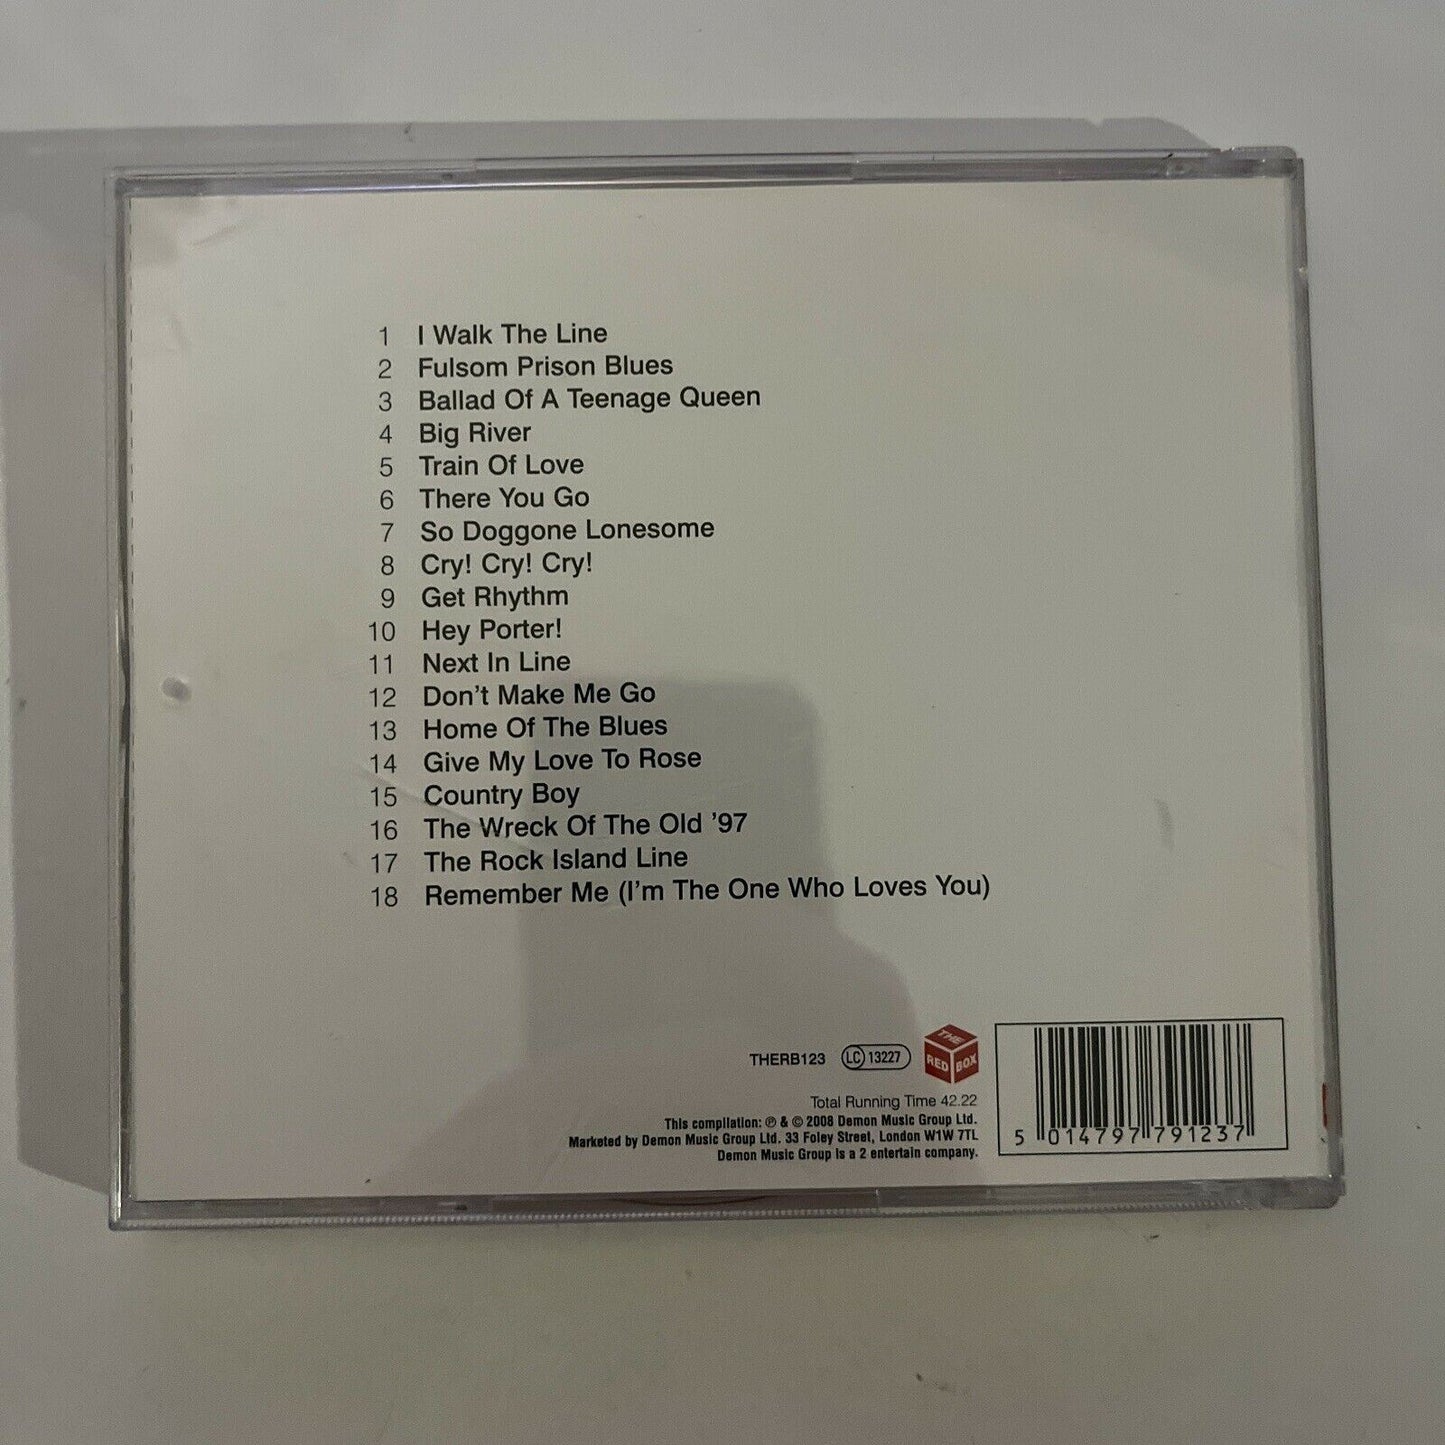 1 I Walk The Line
2 Fulsom Prison Blues
3 Ballad Of A Teenage Queen
4 Big River
5 Train Of Love
6 There You Go
7 So Doggone Lonesome
8 Cry! Cry! Cry!
9 Get Rhythm
10 Hey Porter!
11 Next In Line
12 Don't Make Me Go
13 Home Of The Blues
14 Give My Love To Rose
15 Country Boy
16 The Wreck Of The Old '97
17 The Rock Island Line
18 Remember Me (I'm The One Who Loves You)
THERB123 LC 13227 THE RED BOX
Total Running Time 42.22
This compilation: ℗ & © 2008 Demon Music Group Ltd.
Marketed by Demon Music Group Ltd. 33 Foley Street, London W1W 7TL
Demon Music Group is a 2 entertain company.
5 014797 791237